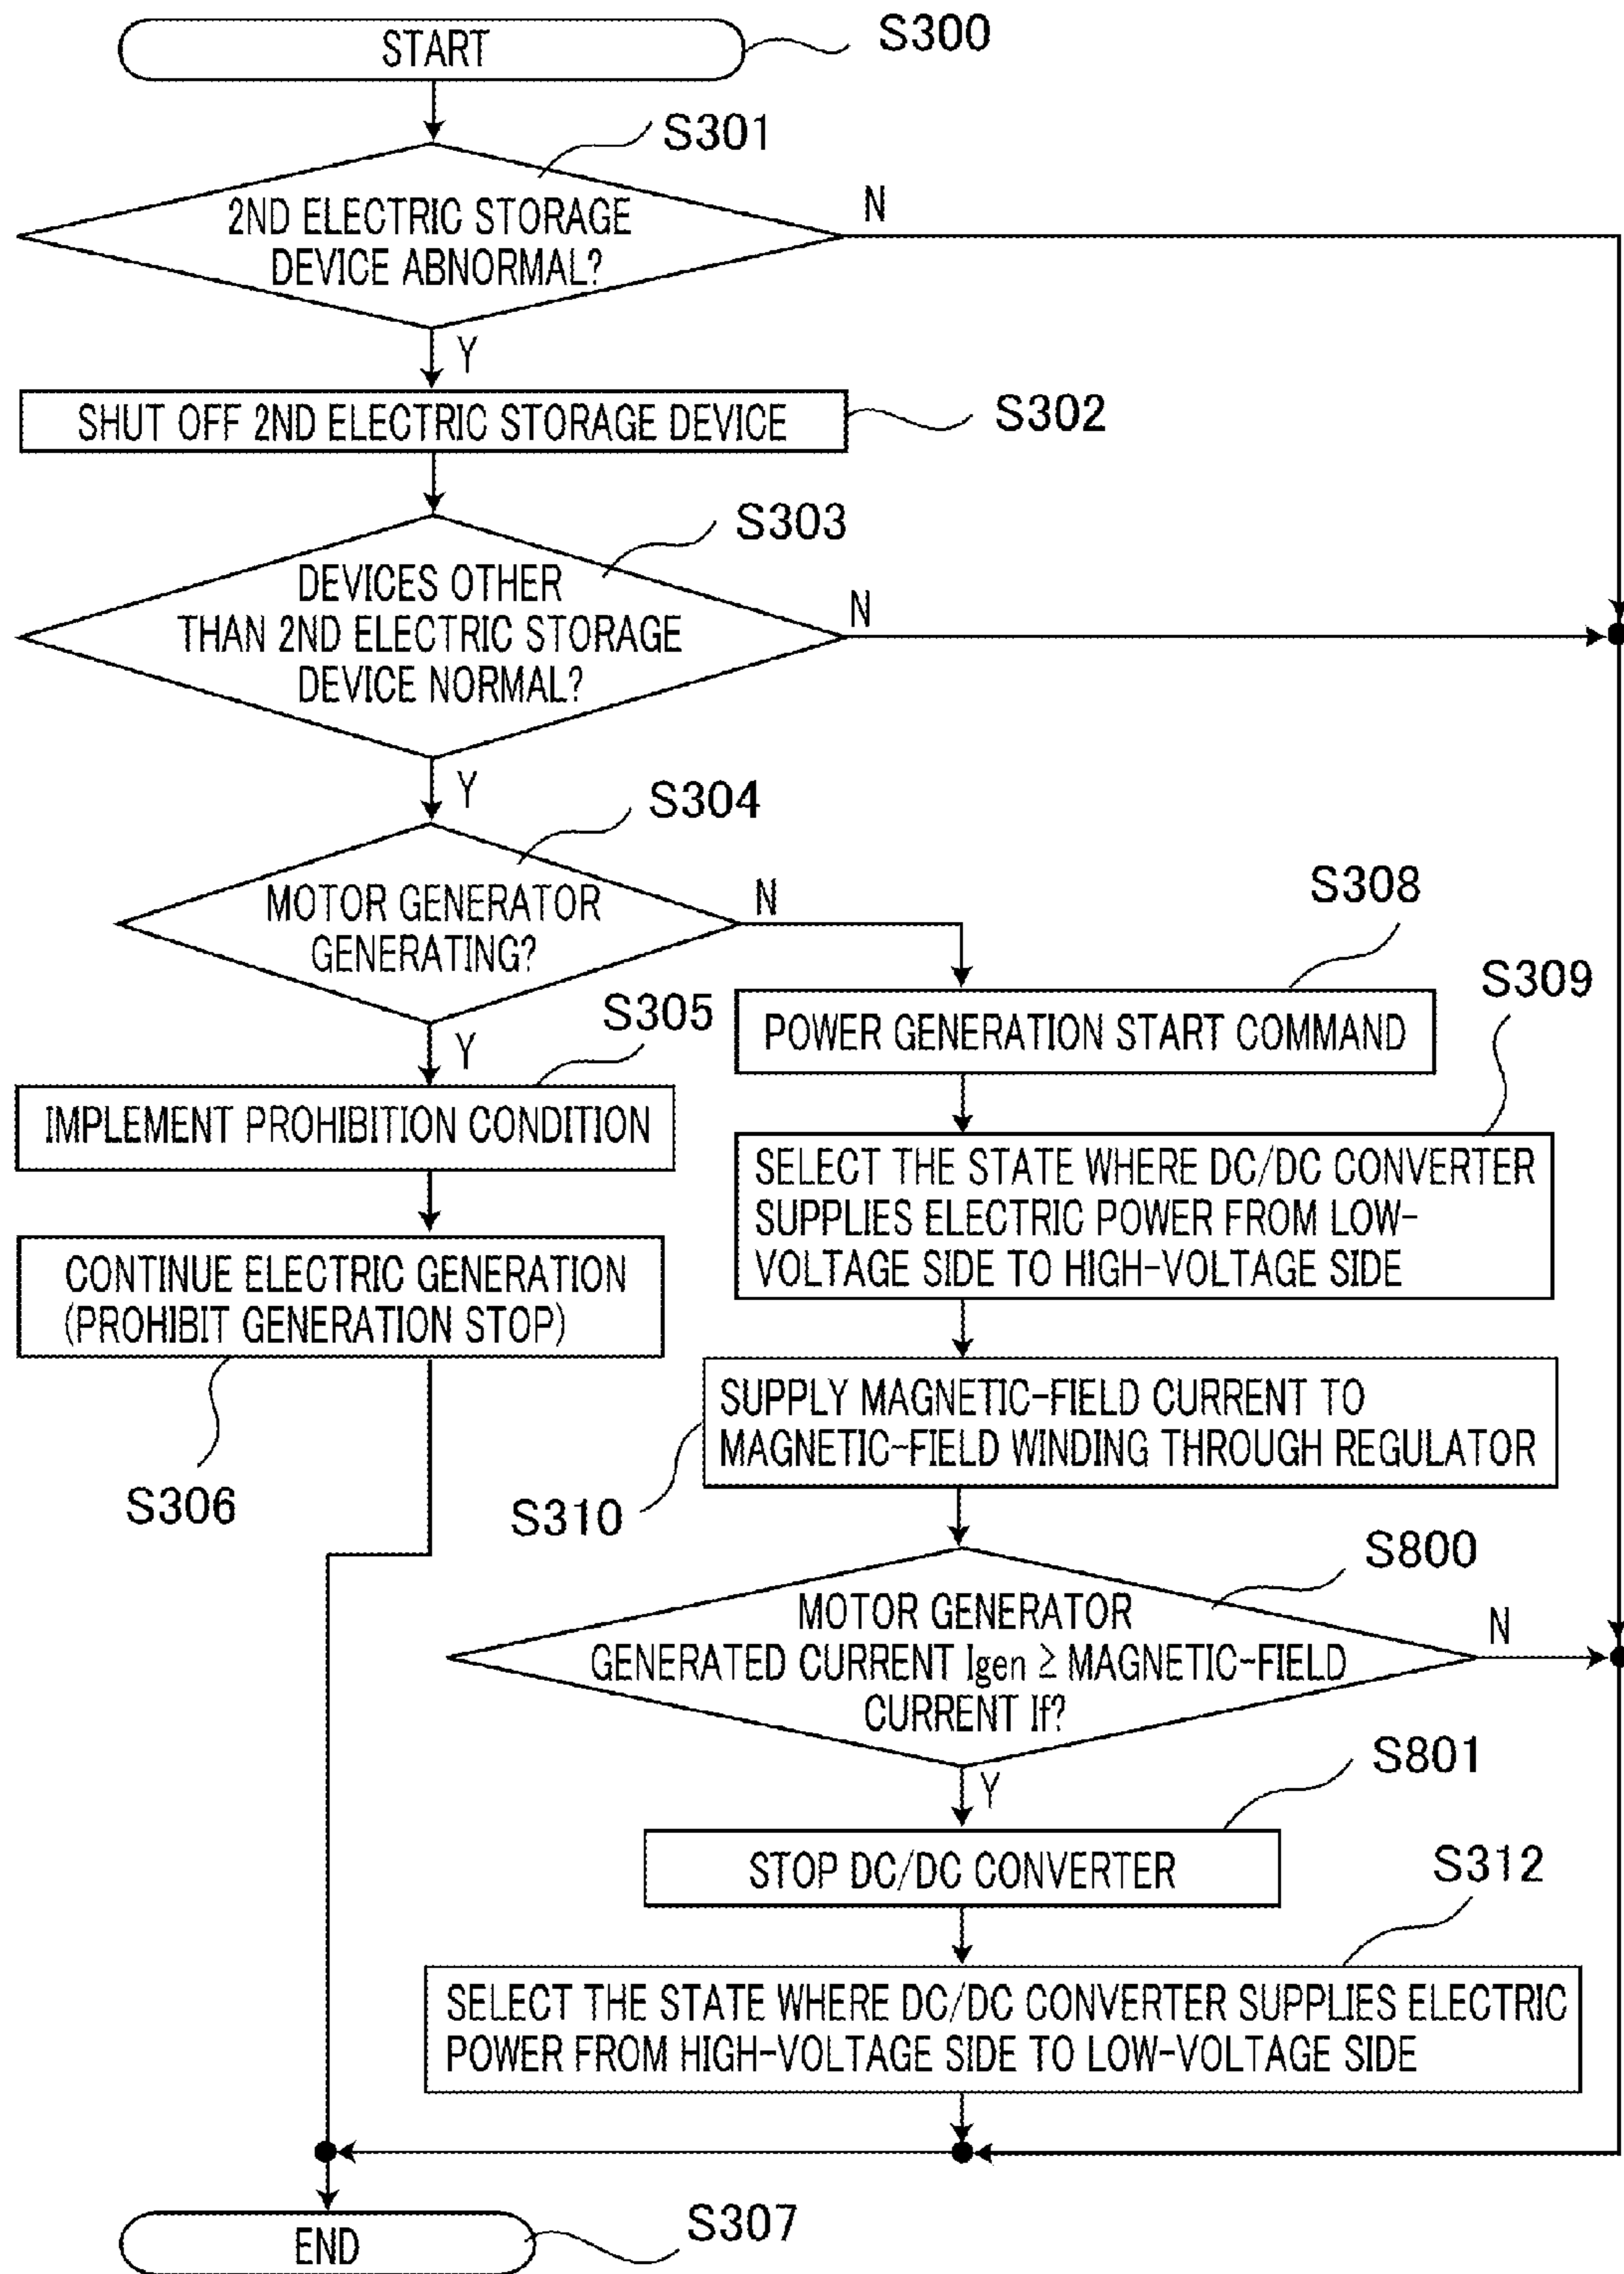 START
S300
S301
2ND ELECTRIC STORAGE
DEVICE ABNORMAL?
N
Y
SHUT OFF 2ND ELECTRIC STORAGE DEVICE
S302
S303
DEVICES OTHER
THAN 2ND ELECTRIC STORAGE
DEVICE NORMAL?
N
Y
S304
MOTOR GENERATOR
GENERATING?
N
Y
S305
IMPLEMENT PROHIBITION CONDITION
CONTINUE ELECTRIC GENERATION
(PROHIBIT GENERATION STOP)
S306
S308
POWER GENERATION START COMMAND
S309
SELECT THE STATE WHERE DC/DC CONVERTER
SUPPLIES ELECTRIC POWER FROM LOW-
VOLTAGE SIDE TO HIGH-VOLTAGE SIDE
SUPPLY MAGNETIC-FIELD CURRENT TO
MAGNETIC-FIELD WINDING THROUGH REGULATOR
S310
S800
MOTOR GENERATOR
GENERATED CURRENT Igen ≥ MAGNETIC-FIELD
CURRENT If?
N
Y
S801
STOP DC/DC CONVERTER
S312
SELECT THE STATE WHERE DC/DC CONVERTER SUPPLIES ELECTRIC
POWER FROM HIGH-VOLTAGE SIDE TO LOW-VOLTAGE SIDE
END
S307